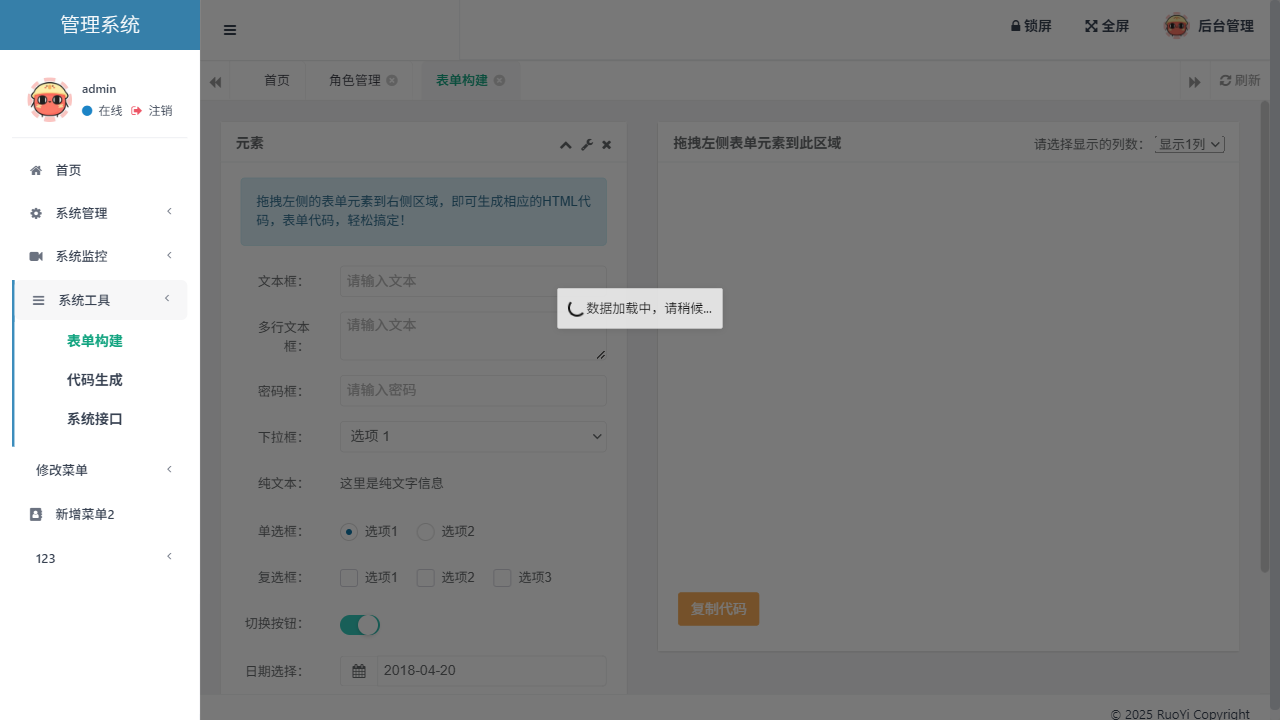 管理系统
锁屏
全屏
后台管理
admin
在线
注销
首页
角色管理
表单构建
刷新
首页
系统管理
系统监控
系统工具
表单构建
代码生成
系统接口
修改菜单
新增菜单2
123
元素
拖拽左侧的表单元素到右侧区域，即可生成相应的HTML代
码，表单代码，轻松搞定！
文本框：
请输入文本
多行文本
框：
请输入文本
密码框：
请输入密码
下拉框：
选项 1
纯文本：
这里是纯文字信息
单选框：
选项1
选项2
复选框：
选项1
选项2
选项3
切换按钮：
日期选择：
2018-04-20
拖拽左侧表单元素到此区域
请选择显示的列数：
显示1列
数据加载中，请稍候...
复制代码
© 2025 RuoYi Copyright